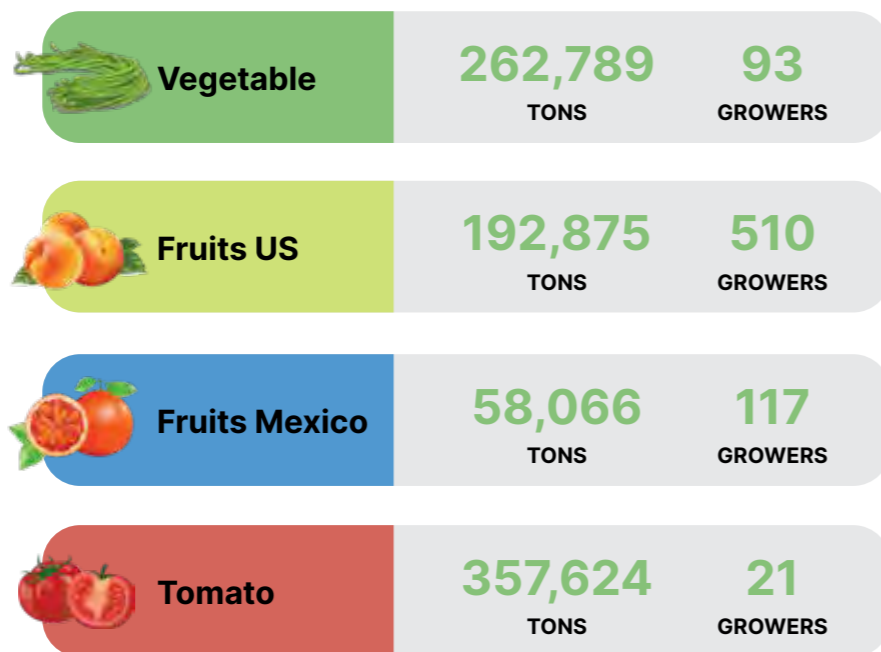 Vegetable
262,789 93
TONS GROWERS
Fruits US
192,875 510
TONS GROWERS
Fruits Mexico
58,066 117
TONS GROWERS
Tomato
357,624 21
TONS GROWERS